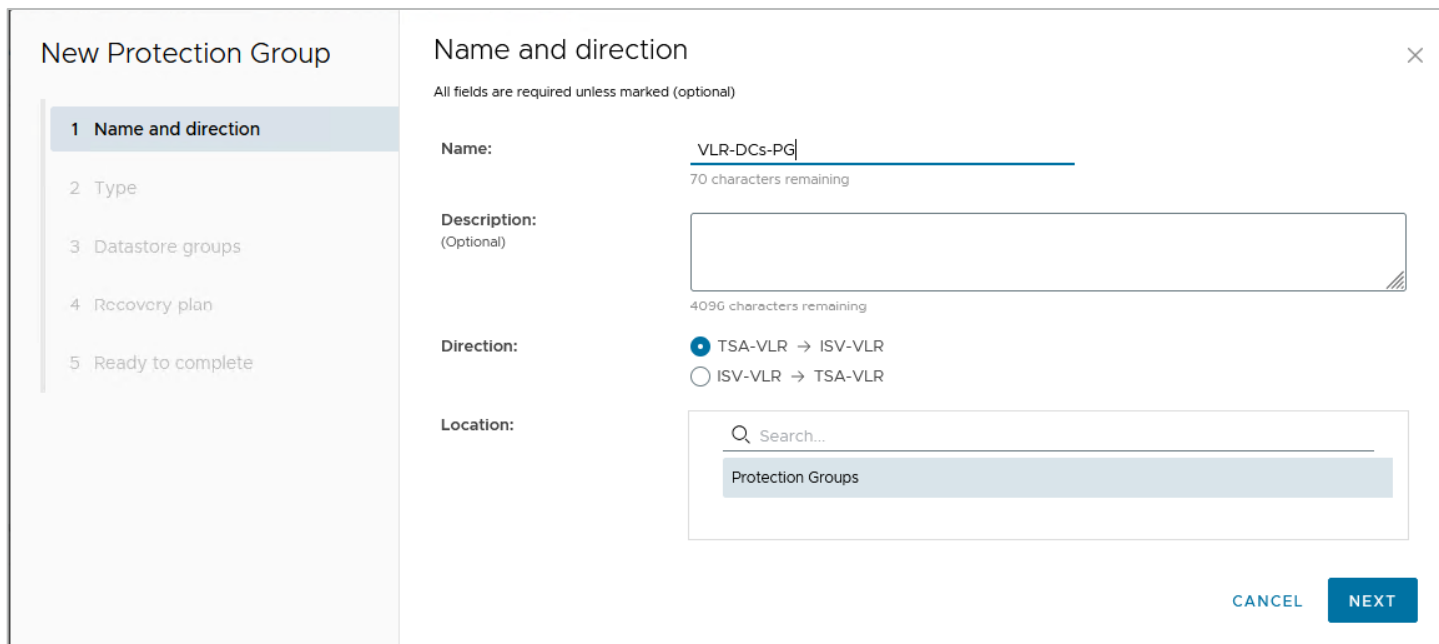 New Protection Group
1 Name and direction
2 Type
3 Datastore groups
4 Recovery plan
5 Ready to complete
Name and direction
All fields are required unless marked (optional)
Name:
VLR-DCs-PG
70 characters remaining
Description:
(Optional)
4096 characters remaining
Direction:
TSA-VLR → ISV-VLR
ISV-VLR → TSA-VLR
Location:
Search...
Protection Groups
CANCEL
NEXT